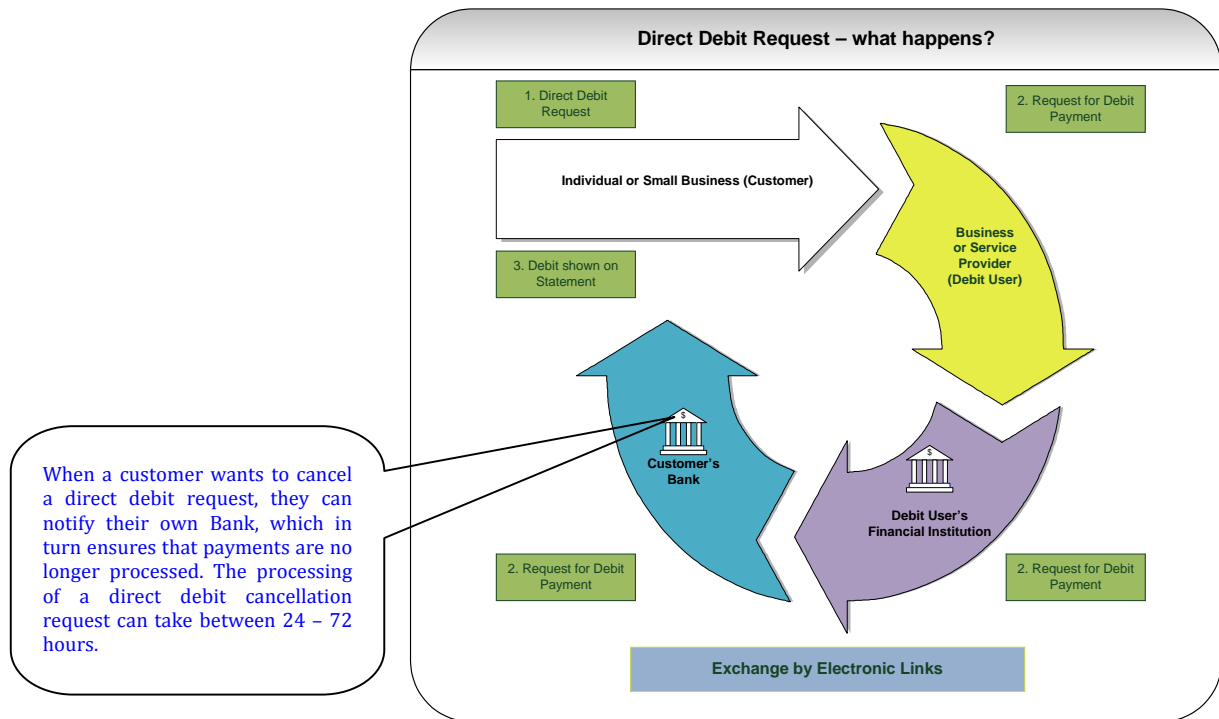 Direct Debit Request – what happens?
1. Direct Debit
Request
2. Request for Debit
Payment
Individual or Small Business (Customer)
Business
or Service
Provider
(Debit User)
3. Debit shown on
Statement
$
Customer's
Bank
$
Debit User's
Financial Institution
When a customer wants to cancel
a direct debit request, they can
notify their own Bank, which in
turn ensures that payments are no
longer processed. The processing
of a direct debit cancellation
request can take between 24 – 72
hours.
2. Request for Debit
Payment
2. Request for Debit
Payment
Exchange by Electronic Links